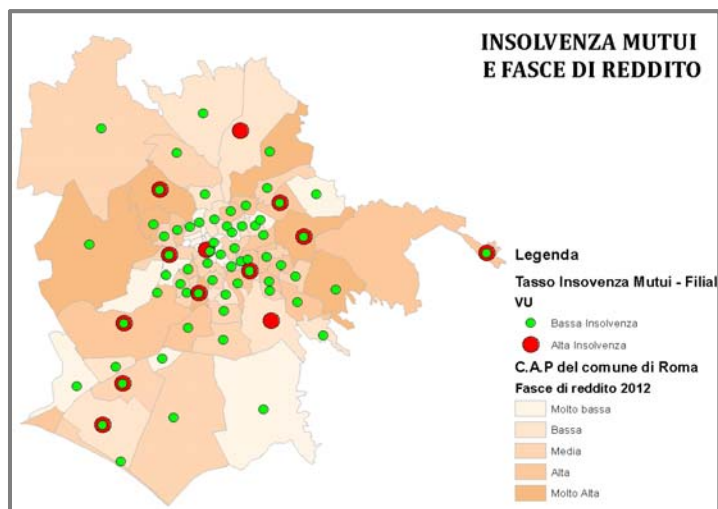 INSOLVENZA MUTUI
E FASCE DI REDDITO
Legenda
Tasso Insovenza Mutui - Filial
VU
Bassa Insolvenza
Alta Insolvenza
C.A.P del comune di Roma
Fasce di reddito 2012
Molto bassa
Bassa
Media
Alta
Molto Alta